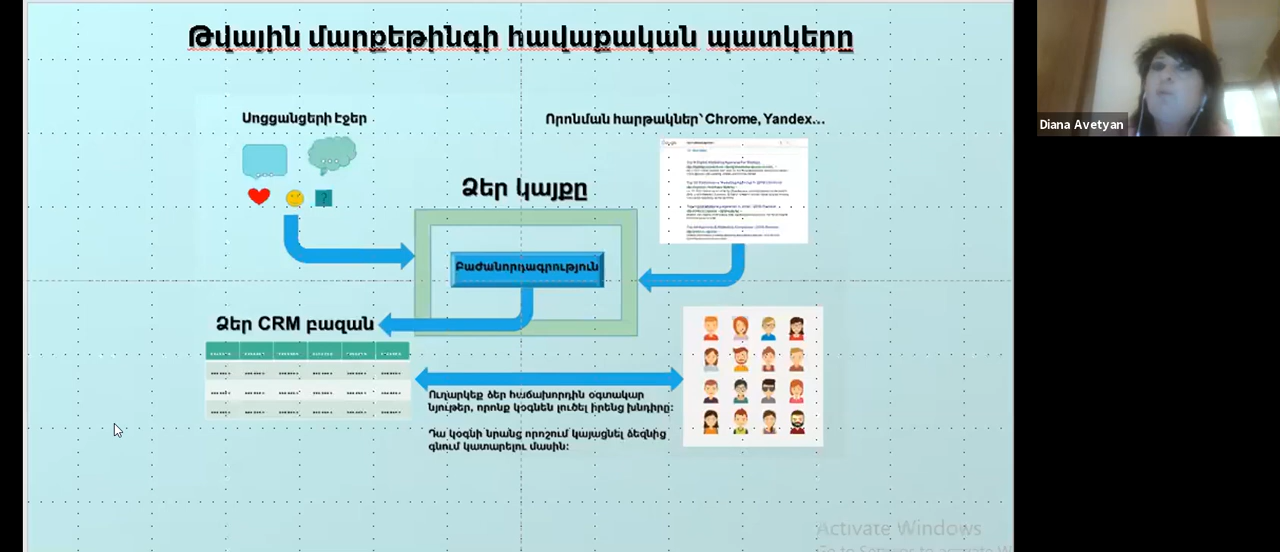 Թվային մարքեթինգի հավաքական պատկերը
Սոցցանցերի էջեր
Որոնման հարթակներ՝ Chrome, Yandex...
Ձեր կայքը
Բաժանորդագրություն
Ձեր CRM բազան
Ուղարկեք ձեր հաճախորդին օգտակար
նյութեր, որոնք կօգնեն լուծել իրենց խնդիրը:
Դա կօգնի նրանց որոշում կայացնել ձեզնից
գնում կատարելու մասին:
Diana Avetyan
Activate Windows